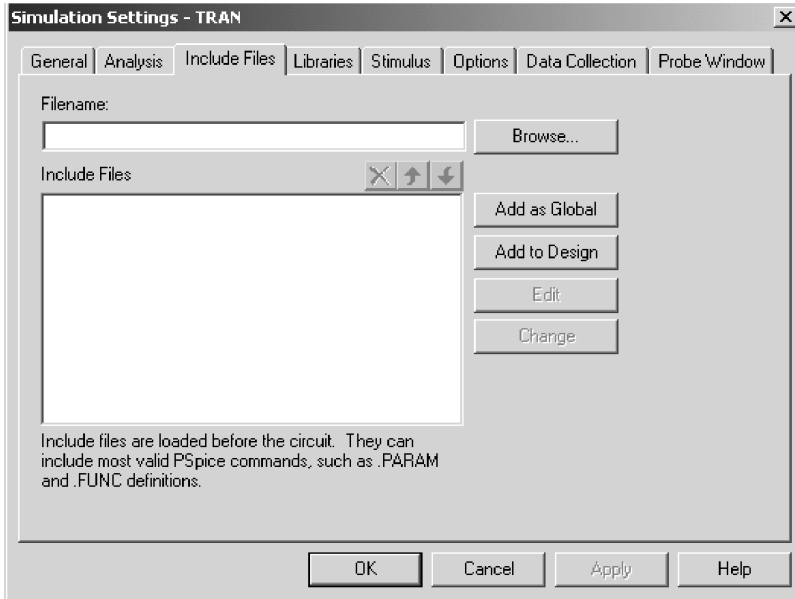 Simulation Settings - TRAN
General
Analysis
Include Files
Libraries
Stimulus
Options
Data Collection
Probe Window
Filename:
Browse...
Include Files
Add as Global
Add to Design
Edit
Change
Include files are loaded before the circuit.  They can
include most valid PSpice commands, such as .PARAM
and .FUNC definitions.
OK
Cancel
Apply
Help